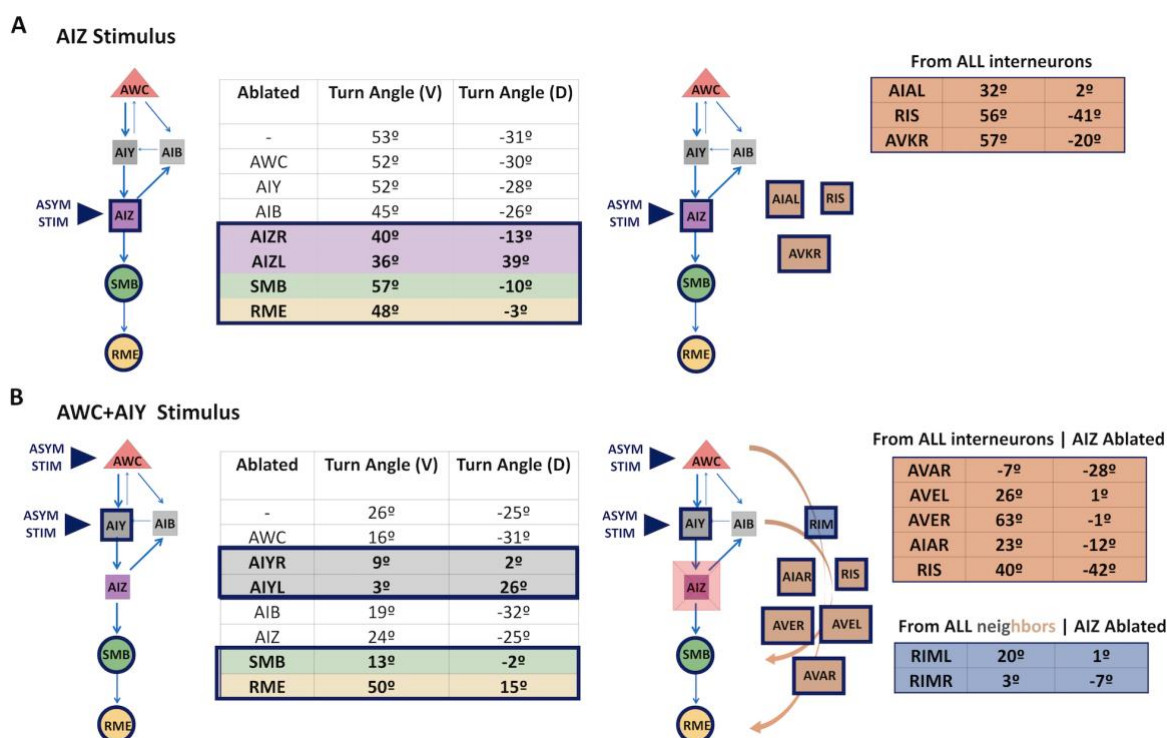 A
AIZ Stimulus
AWC
AIY
AIB
ASYM
STIM
AIZ
SMB
RME
Ablated Turn Angle (V) Turn Angle (D)
- 53º -31º
AWC 52º -30º
AIY 52º -28º
AIB 45º -26º
AIZR 40º -13º
AIZL 36º 39º
SMB 57º -10º
RME 48º -3º
AWC
AIY
AIB
ASYM
STIM
AIZ
SMB
RME
AIAL
RIS
AVKR
From ALL interneurons
AIAL 32º 2º
RIS 56º -41º
AVKR 57º -20º
B
AWC+AIY Stimulus
ASYM
STIM
AWC
ASYM
STIM
AIY
AIB
AIZ
SMB
RME
Ablated Turn Angle (V) Turn Angle (D)
- 26º -25º
AWC 16º -31º
AIYR 9º 2º
AIYL 3º 26º
AIB 19º -32º
AIZ 24º -25º
SMB 13º -2º
RME 50º 15º
ASYM
STIM
AWC
ASYM
STIM
AIY
AIB
RIM
AIZ
AIAR
RIS
AVER
AVEL
SMB
AVAR
RME
From ALL interneurons | AIZ Ablated
AVAR -7º -28º
AVEL 26º 1º
AVER 63º -1º
AIAR 23º -12º
RIS 40º -42º
From ALL neighbors | AIZ Ablated
RIML 20º 1º
RIMR 3º -7º